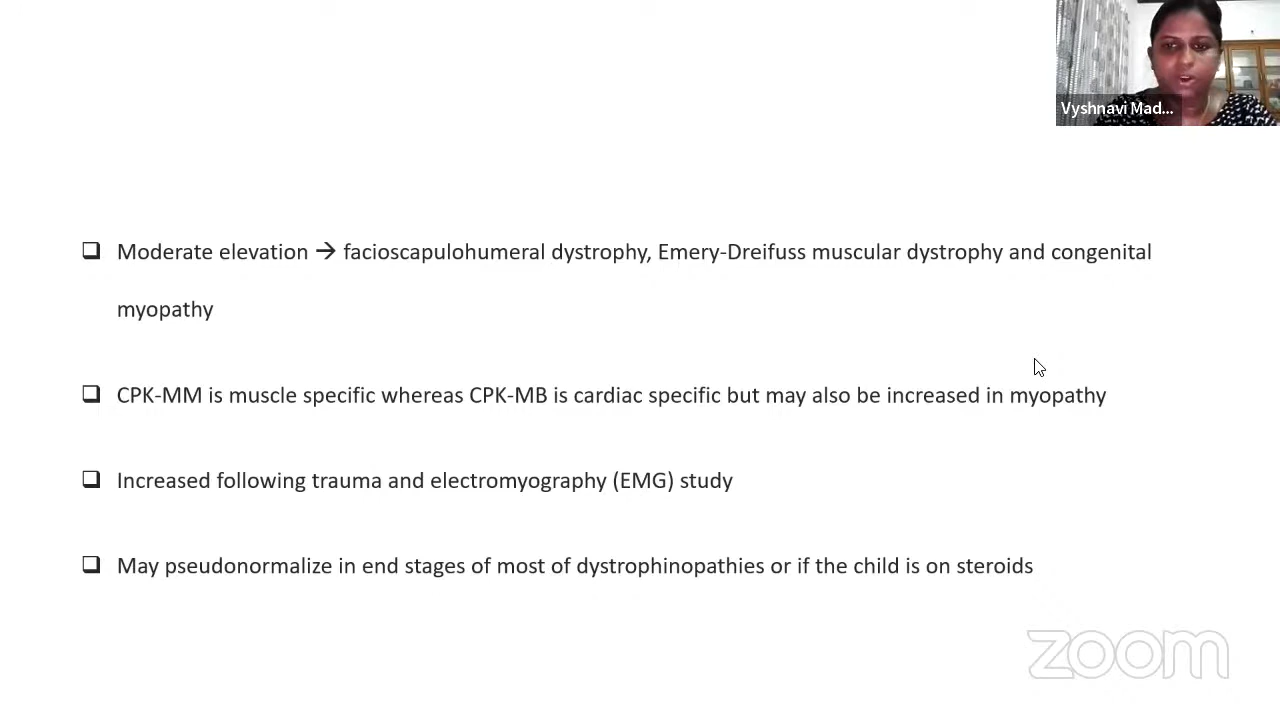 Vyshnavi Mad...
Moderate elevation → facioscapulohumeral dystrophy, Emery-Dreifuss muscular dystrophy and congenital
myopathy
CPK-MM is muscle specific whereas CPK-MB is cardiac specific but may also be increased in myopathy
Increased following trauma and electromyography (EMG) study
May pseudonormalize in end stages of most of dystrophinopathies or if the child is on steroids
zoom